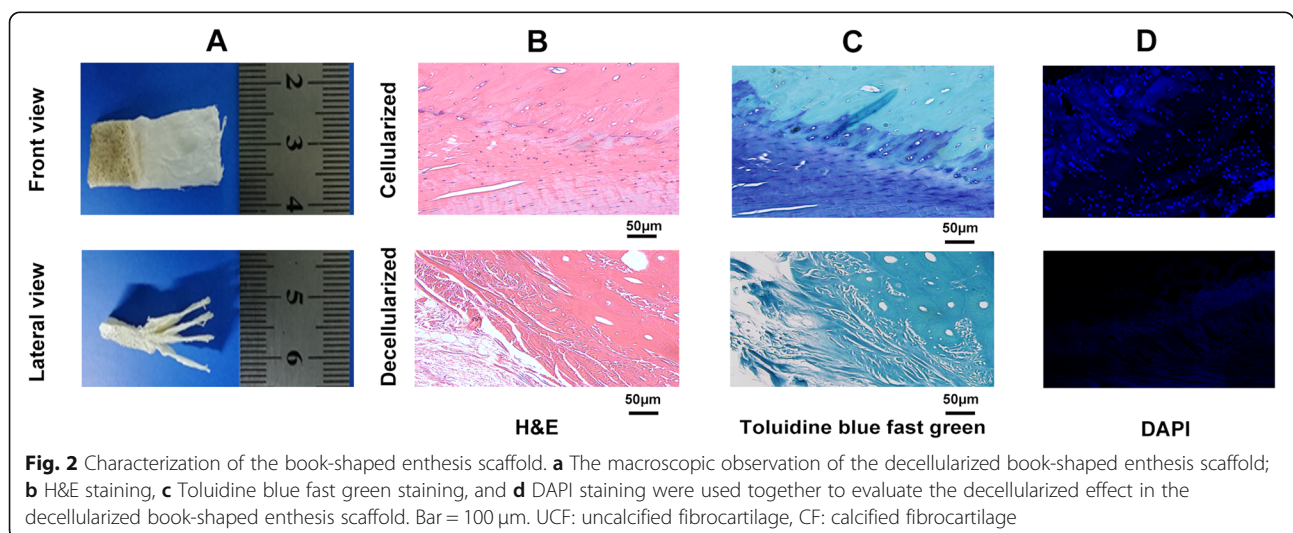 A B C D
Front view
2
3
4
Cellularized
50μm 50μm
Lateral view
5
6
Decellularized
50μm 50μm
H&E Toluidine blue fast green DAPI
Fig. 2 Characterization of the book-shaped enthesis scaffold. a The macroscopic observation of the decellularized book-shaped enthesis scaffold;
b H&E staining, c Toluidine blue fast green staining, and d DAPI staining were used together to evaluate the decellularized effect in the
decellularized book-shaped enthesis scaffold. Bar = 100 μm. UCF: uncalcified fibrocartilage, CF: calcified fibrocartilage